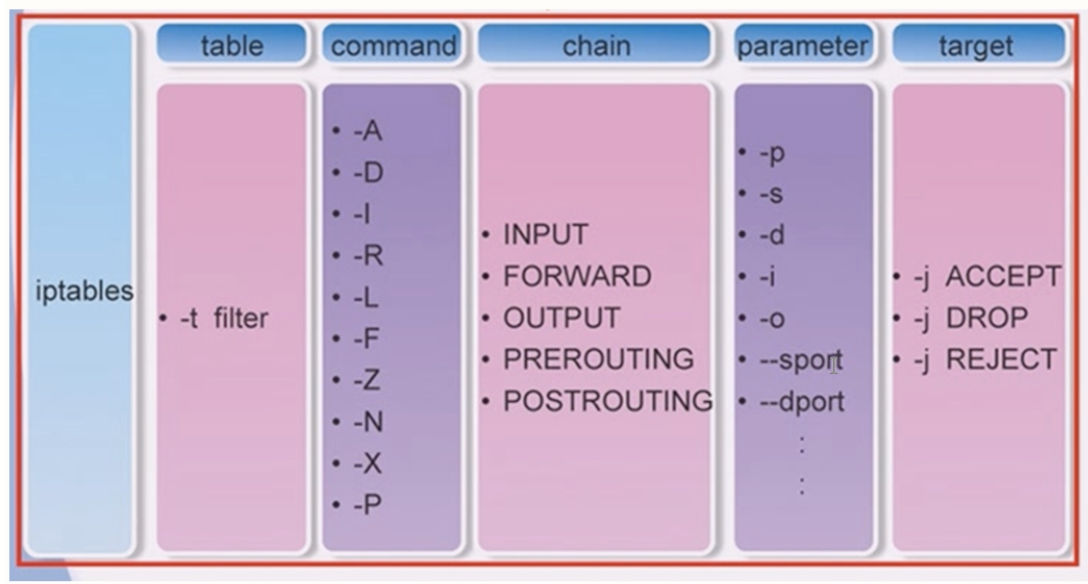 table
command
chain
parameter
target
iptables
• -t filter
• -A
• -D
• -I
• -R
• -L
• -F
• -Z
• -N
• -X
• -P
• INPUT
• FORWARD
• OUTPUT
• PREROUTING
• POSTROUTING
• -p
• -s
• -d
• -i
• -o
• --sport
• --dport
:
:
• -j ACCEPT
• -j DROP
• -j REJECT